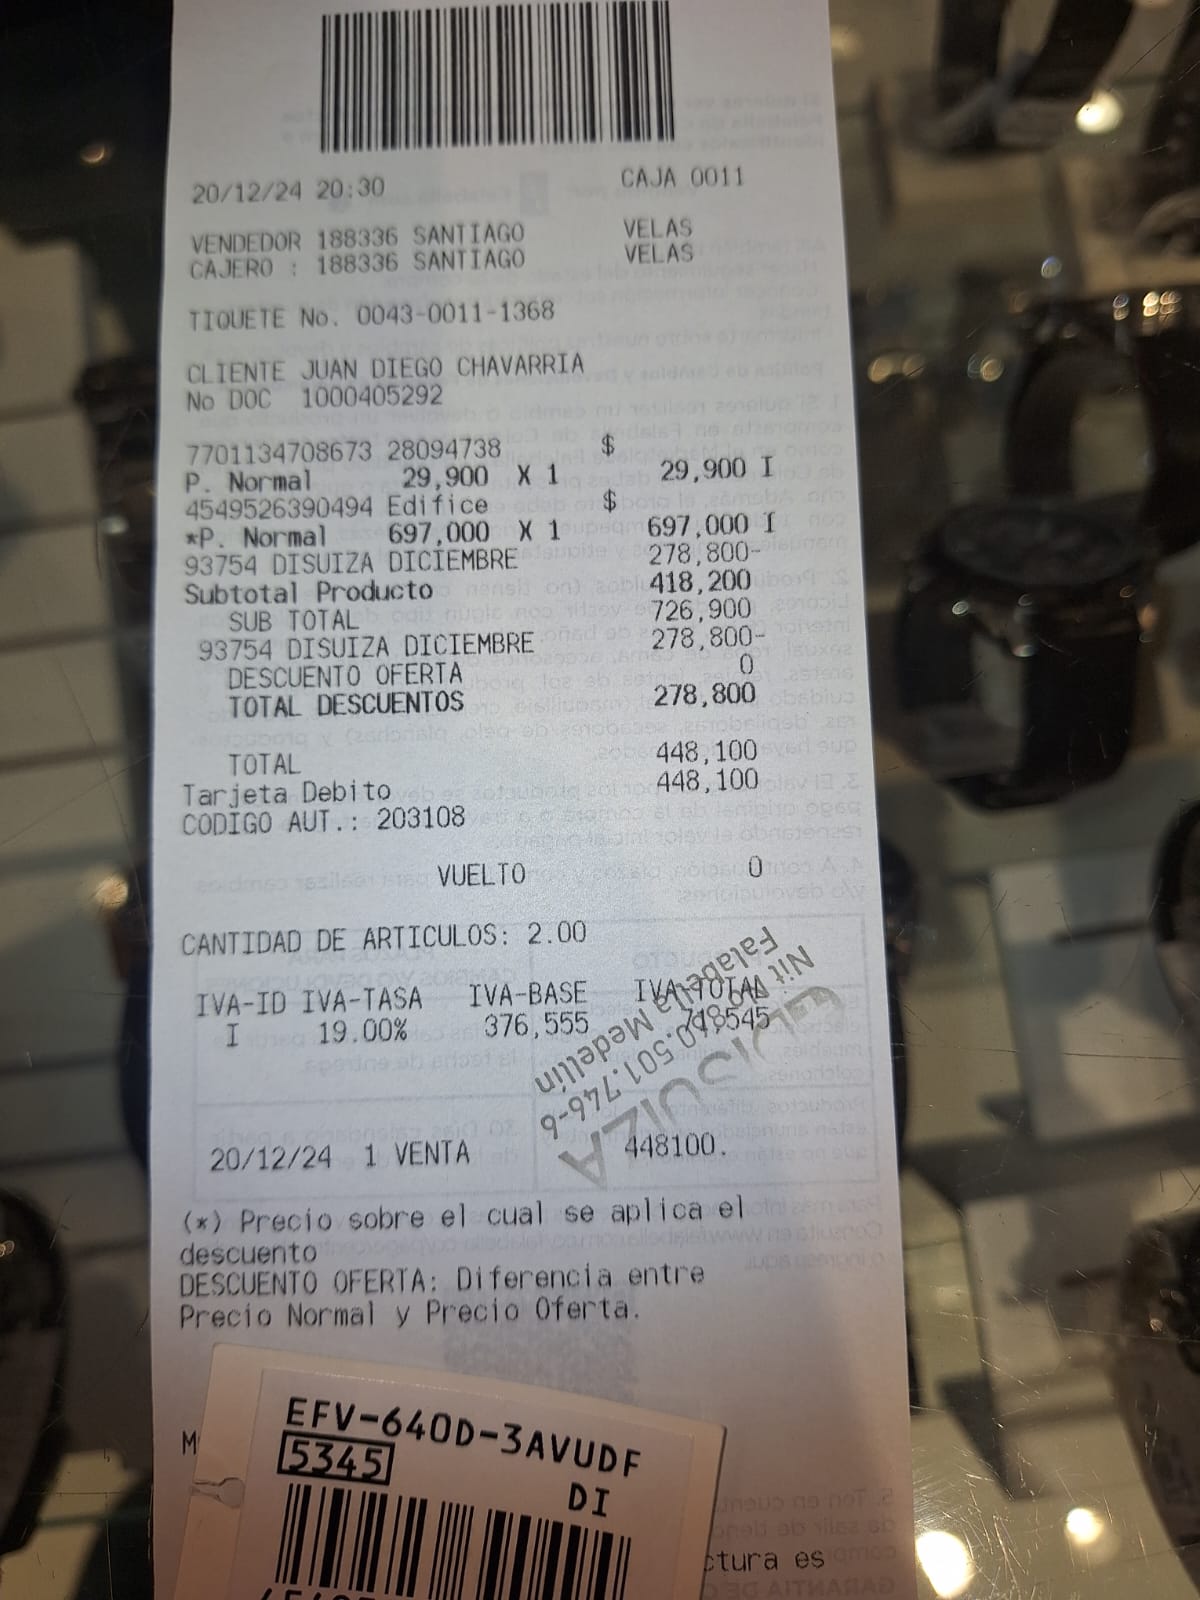 20/12/24 20:30 CAJA 0011
VENDEDOR 188336 SANTIAGO VELAS
CAJERO : 188336 SANTIAGO VELAS
TIQUETE No. 0043-0011-1368
CLIENTE JUAN DIEGO CHAVARRIA
No DOC 1000405292
7701134708673 28094738 $
P. Normal 29,900 X 1 29,900 I
4549526390494 Edifice $
*P. Normal 697,000 X 1 697,000 I
93754 DISUIZA DICIEMBRE 278,800-
Subtotal Producto 418,200
SUB TOTAL 726,900
93754 DISUIZA DICIEMBRE 278,800-
DESCUENTO OFERTA 0
TOTAL DESCUENTOS 278,800
TOTAL 448,100
Tarjeta Debito 448,100
CODIGO AUT.: 203108
VUELTO 0
CANTIDAD DE ARTICULOS: 2.00
IVA-ID IVA-TASA IVA-BASE IVA-TOTAL
I 19.00% 376,555
DISUIZA
Nit 860.501.746-6
Falabella Medellín
20/12/24 1 VENTA 448100.
(*) Precio sobre el cual se aplica el
descuento
DESCUENTO OFERTA: Diferencia entre
Precio Normal y Precio Oferta.
EFV-640D-3AVUDF
5345
DI
ctura es